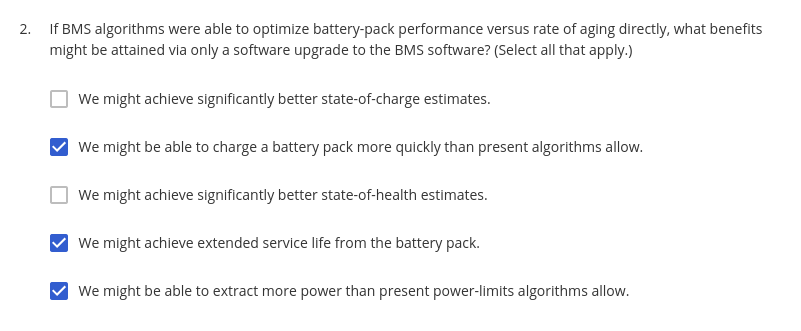 2. If BMS algorithms were able to optimize battery-pack performance versus rate of aging directly, what benefits
might be attained via only a software upgrade to the BMS software? (Select all that apply.)
We might achieve significantly better state-of-charge estimates.
We might be able to charge a battery pack more quickly than present algorithms allow.
We might achieve significantly better state-of-health estimates.
We might achieve extended service life from the battery pack.
We might be able to extract more power than present power-limits algorithms allow.